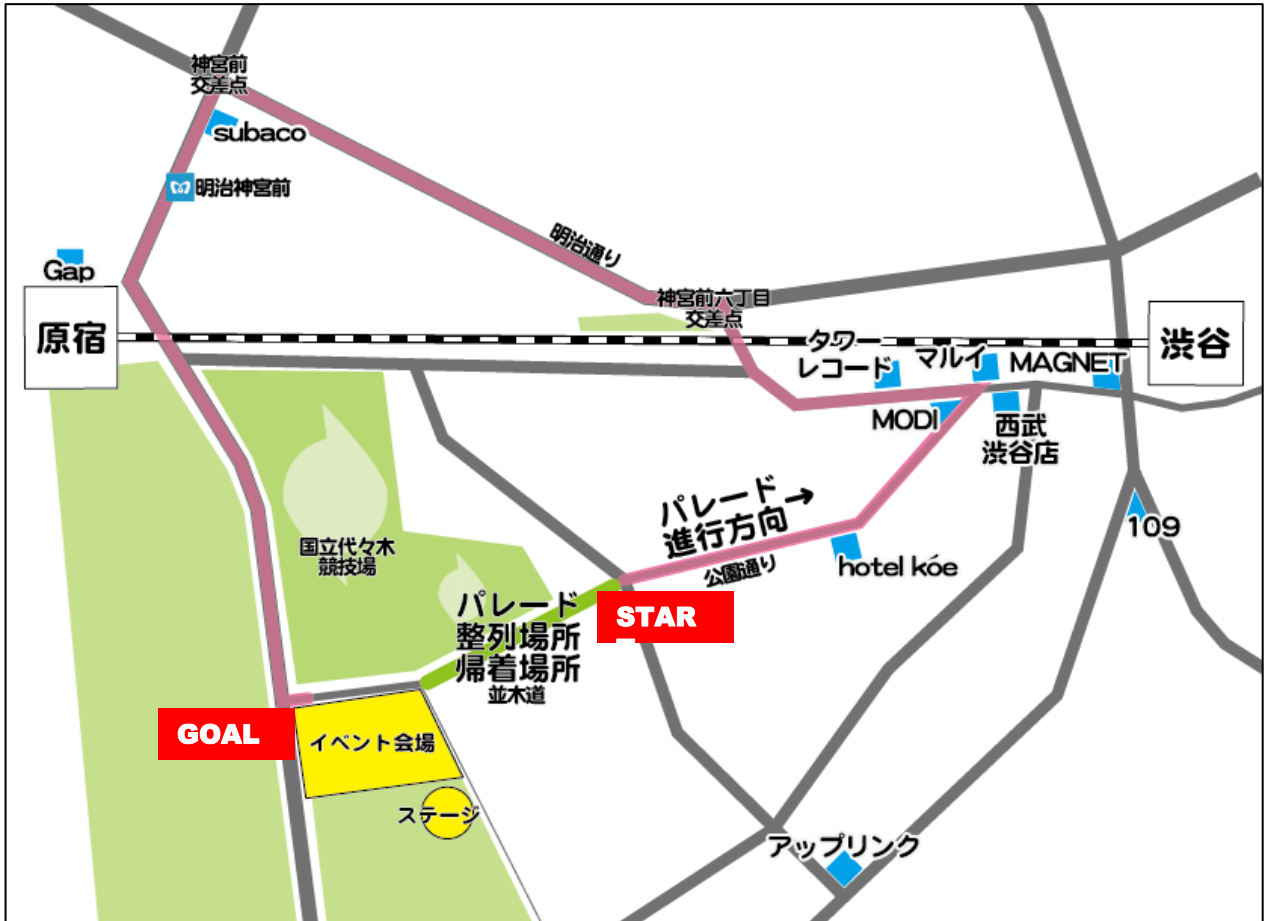 神宮前
交差点
subaco
明治神宮前
明治通り
Gap
原宿
神宮前六丁目
交差点
渋谷
タワー
レコード
マルイ
MAGNET
MODI
西武
渋谷店
109
パレード
進行方向
公園通り
hotel kóe
国立代々木
競技場
パレード
整列場所
帰着場所
並木道
STAR
GOAL
イベント会場
ステージ
アップリンク